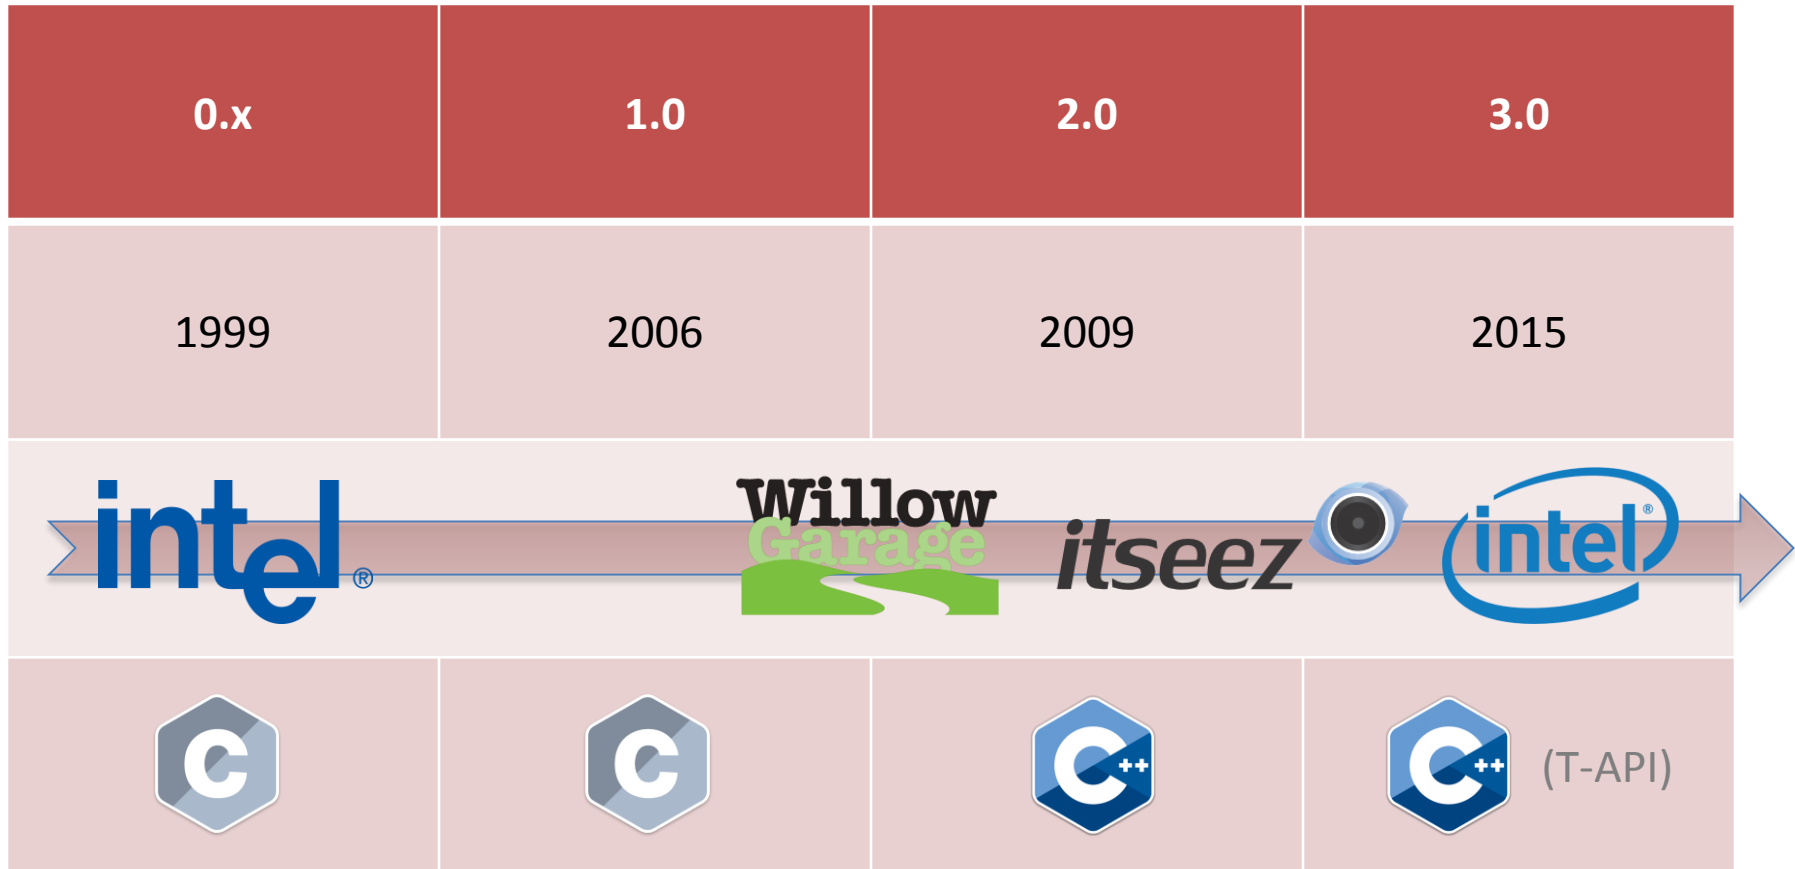 0.x 1.0 2.0 3.0
1999 2006 2009 2015
intel® Willow Garage itseez intel®
C C C++ C++ (T-API)